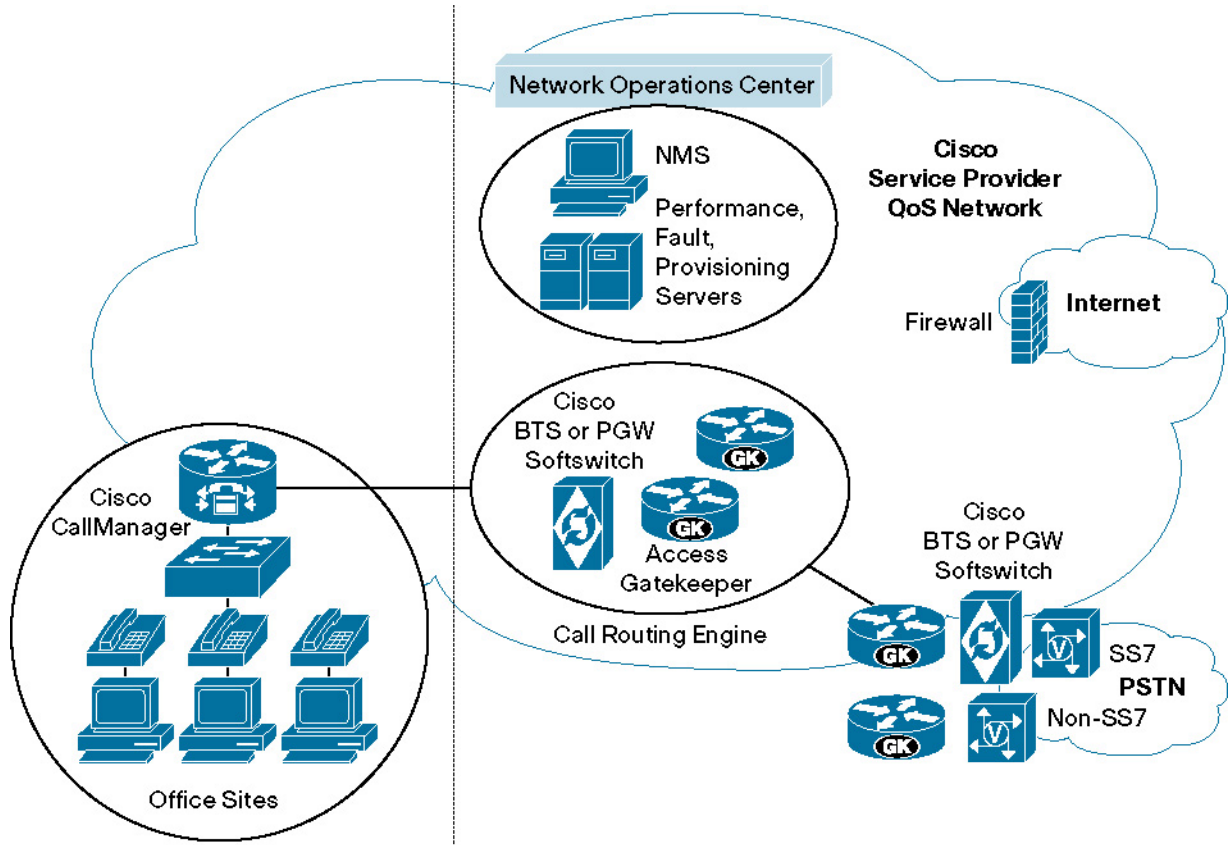 Network Operations Center
NMS
Performance,
Fault,
Provisioning
Servers
Cisco
Service Provider
QoS Network
Internet
Firewall
Cisco
BTS or PGW
Softswitch
GK
GK
Access
Gatekeeper
Call Routing Engine
Cisco
CallManager
Office Sites
Cisco
BTS or PGW
Softswitch
GK
V
SS7
PSTN
GK
V
Non-SS7